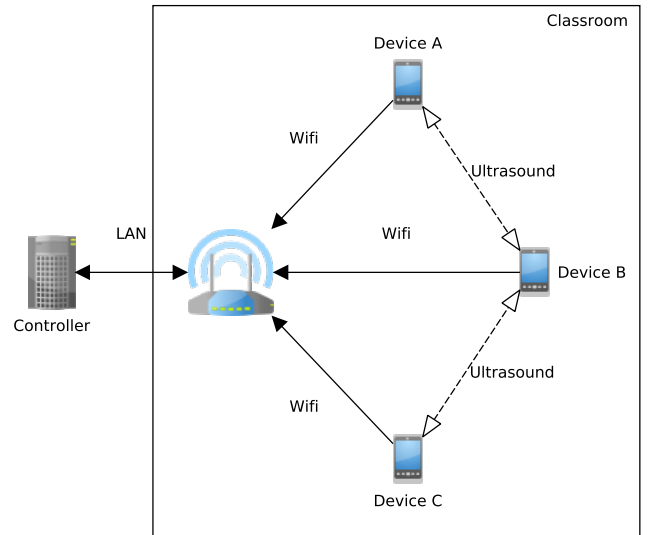 Classroom
Device A
Wifi
Ultrasound
LAN
Wifi
Device B
Controller
Ultrasound
Wifi
Device C